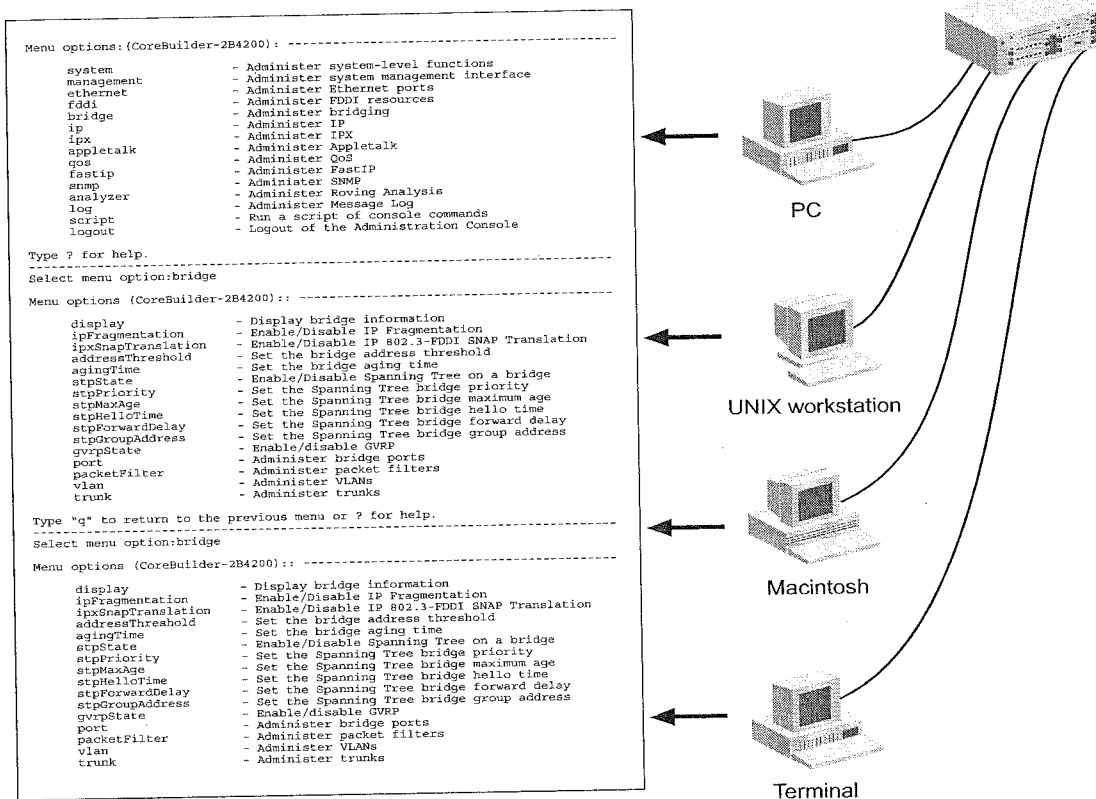 Menu options:(CoreBuilder-2B4200): ----------------------------------------
system - Administer system-level functions
management - Administer system management interface
ethernet - Administer Ethernet ports
fddi - Administer FDDI resources
bridge - Administer bridging
ip - Administer IP
ipx - Administer IPX
appletalk - Administer Appletalk
qos - Administer QoS
fastip - Administer FastIP
snmp - Administer SNMP
analyzer - Administer Roving Analysis
log - Administer Message Log
script - Run a script of console commands
logout - Logout of the Administration Console
Type ? for help.
Select menu option:bridge
Menu options (CoreBuilder-2B4200):: ----------------------------------------
display - Display bridge information
ipFragmentation - Enable/Disable IP Fragmentation
ipxSnapTranslation - Enable/Disable IP 802.3-FDDI SNAP Translation
addressThreshold - Set the bridge address threshold
agingTime - Set the bridge aging time
stpState - Enable/Disable Spanning Tree on a bridge
stpPriority - Set the Spanning Tree bridge priority
stpMaxAge - Set the Spanning Tree bridge maximum age
stpHelloTime - Set the Spanning Tree bridge hello time
stpForwardDelay - Set the Spanning Tree bridge forward delay
stpGroupAddress - Set the Spanning Tree bridge group address
gvrpState - Enable/disable GVRP
port - Administer bridge ports
packetFilter - Administer packet filters
vlan - Administer VLANs
trunk - Administer trunks
Type "q" to return to the previous menu or ? for help.
Select menu option:bridge
Menu options (CoreBuilder-2B4200):: ----------------------------------------
display - Display bridge information
ipFragmentation - Enable/Disable IP Fragmentation
ipxSnapTranslation - Enable/Disable IP 802.3-FDDI SNAP Translation
addressThreshold - Set the bridge address threshold
agingTime - Set the bridge aging time
stpState - Enable/Disable Spanning Tree on a bridge
stpPriority - Set the Spanning Tree bridge priority
stpMaxAge - Set the Spanning Tree bridge maximum age
stpHelloTime - Set the Spanning Tree bridge hello time
stpForwardDelay - Set the Spanning Tree bridge forward delay
stpGroupAddress - Set the Spanning Tree bridge group address
gvrpState - Enable/disable GVRP
port - Administer bridge ports
packetFilter - Administer packet filters
vlan - Administer VLANs
trunk - Administer trunks
PC
UNIX workstation
Macintosh
Terminal